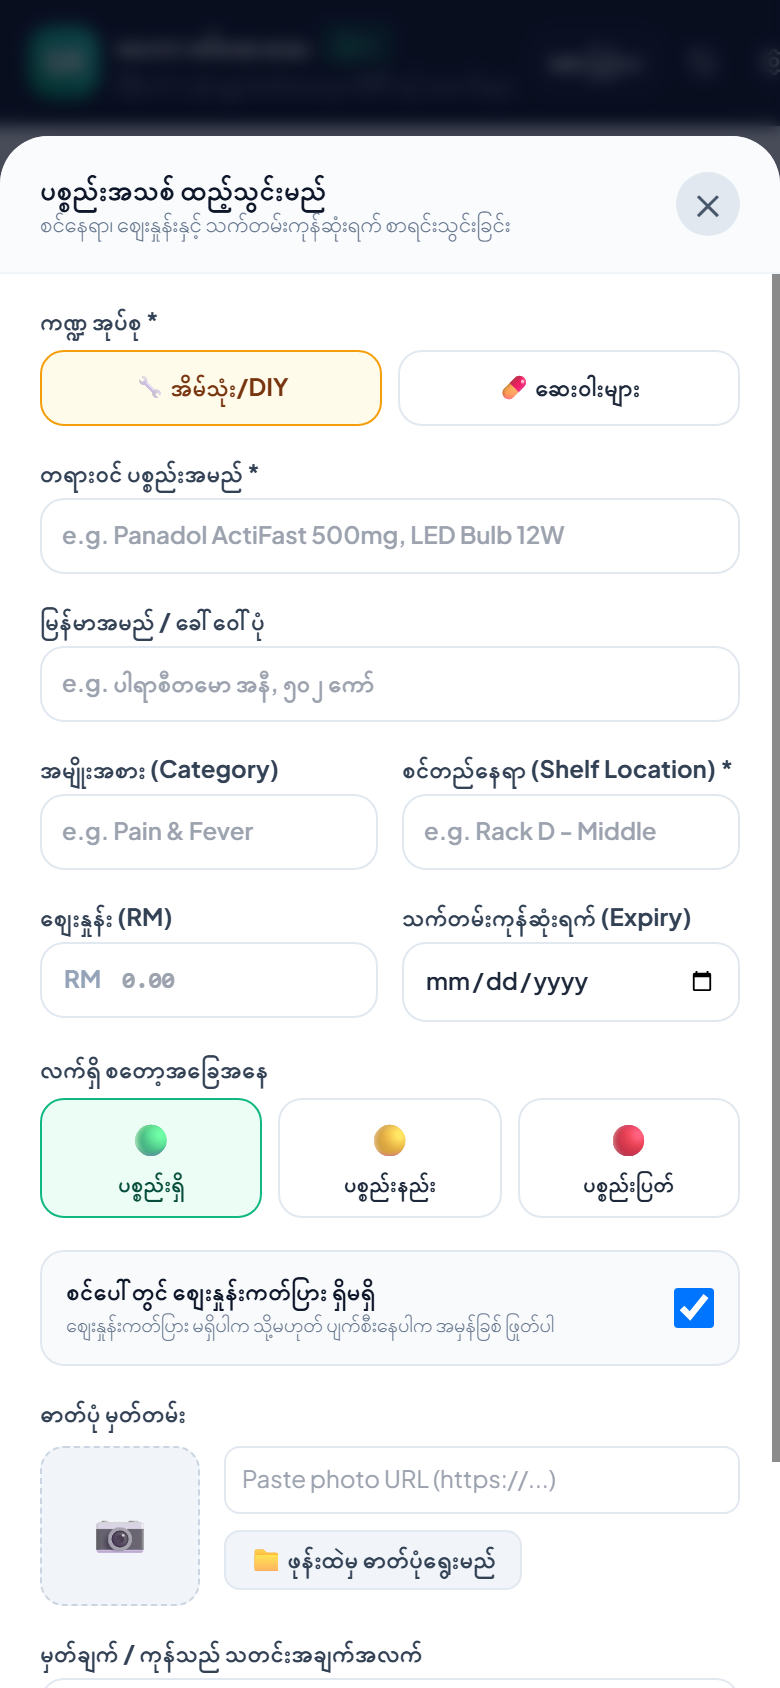 ပစ္စည်းအသစ် ထည့်သွင်းမည်
စင်နေရာ၊ ဈေးနှုန်းနှင့် သက်တမ်းကုန်ဆုံးရက် စာရင်းသွင်းခြင်း
ကဏ္ဍ အုပ်စု *
အိမ်သုံး/DIY
ဆေးဝါးများ
တရားဝင် ပစ္စည်းအမည် *
e.g. Panadol ActiFast 500mg, LED Bulb 12W
မြန်မာအမည် / ခေါ်ဝေါ်ပုံ
e.g. ပါရာစီတမော အနီ, ၅၀၂ ကော်
အမျိုးအစား (Category)
စင်တည်နေရာ (Shelf Location) *
e.g. Pain & Fever
e.g. Rack D - Middle
ဈေးနှုန်း (RM)
သက်တမ်းကုန်ဆုံးရက် (Expiry)
RM 0.00
mm/dd/yyyy
လက်ရှိ စတော့အခြေအနေ
ပစ္စည်းရှိ
ပစ္စည်းနည်း
ပစ္စည်းပြတ်
စင်ပေါ်တွင် ဈေးနှုန်းကတ်ပြား ရှိမရှိ
ဈေးနှုန်းကတ်ပြား မရှိပါက သို့မဟုတ် ပျက်စီးနေပါက အမှန်ခြစ် ဖြုတ်ပါ
ဓာတ်ပုံ မှတ်တမ်း
Paste photo URL (https://...)
ဖုန်းထဲမှ ဓာတ်ပုံရွေးမည်
မှတ်ချက် / ကုန်သည် သတင်းအချက်အလက်